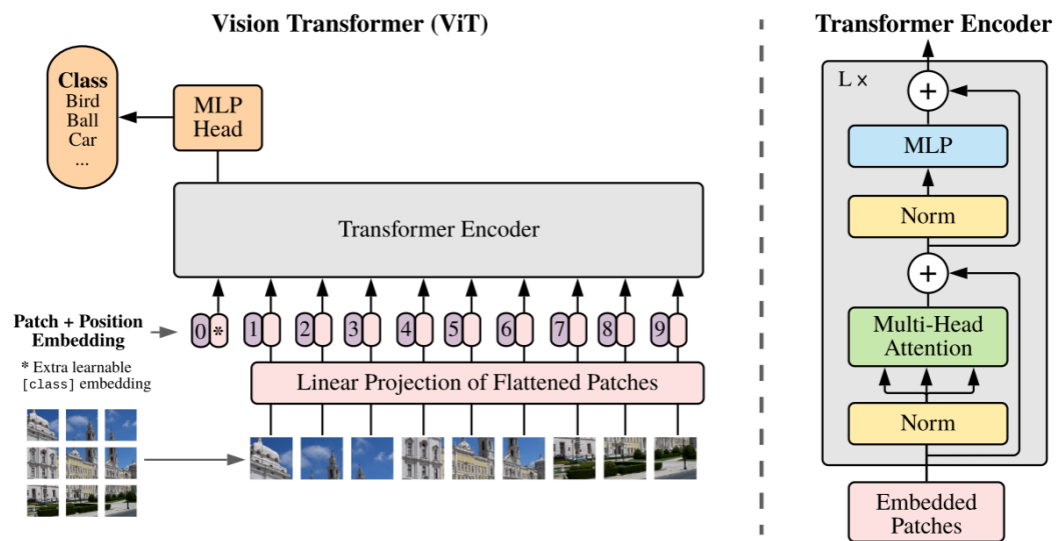 Vision Transformer (ViT)
Class
Bird
Ball
Car
...
MLP
Head
Transformer Encoder
Patch + Position
Embedding
0 * 1 2 3 4 5 6 7 8 9
* Extra learnable
[class] embedding
Linear Projection of Flattened Patches
Transformer Encoder
L ×
+
MLP
Norm
+
Multi-Head
Attention
Norm
Embedded
Patches